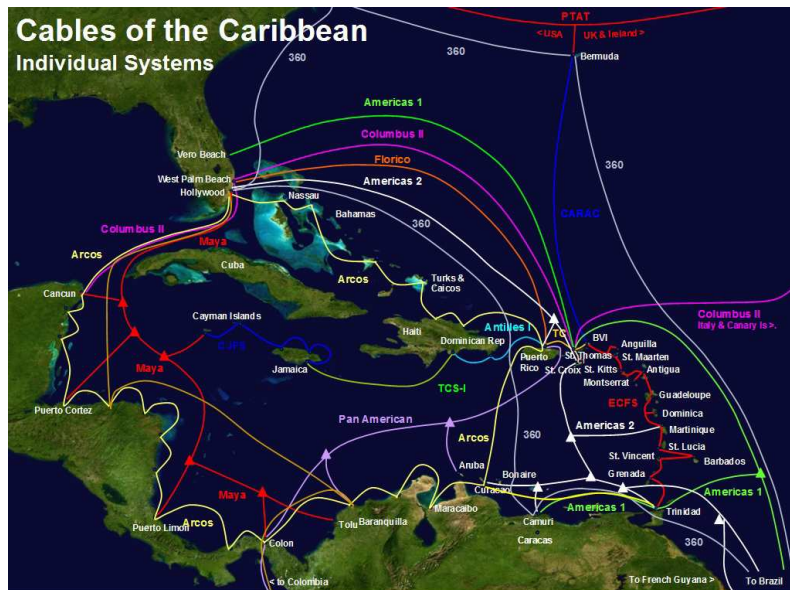 Cables of the Caribbean
Individual Systems
PTAT
< USA
UK & Ireland >
Bermuda
360
360
360
Americas 1
Columbus II
Florico
Americas 2
Vero Beach
West Palm Beach
Hollywood
Nassau
Bahamas
360
CARAC
Columbus II
Maya
Arcos
Cuba
Arcos
Turks &
Caicos
Cancun
Cayman Islands
CJFS
Jamaica
Haiti
Dominican Rep
Antilles I
TC
Puerto
Rico
St. Thomas
St. Croix
BVI
Anguilla
St. Maarten
St. Kitts
Antigua
Montserrat
Columbus II
Italy & Canary Is >.
Maya
TCS-I
Puerto Cortez
Pan American
ECFS
Guadeloupe
Dominica
Americas 2
Martinique
Arcos
360
St. Lucia
St. Vincent
Barbados
Grenada
Aruba
Bonaire
Curacao
Maya
Americas 1
Puerto Limon
Arcos
Tolu
Baranquilla
Maracaibo
Camuri
Caracas
Americas 1
Trinidad
Colon
360
< to Colombia
To French Guyana >
To Brazil